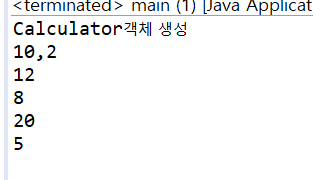 <terminated> main (1) [Java Applicat
Calculator객체 생성
10,2
12
8
20
5